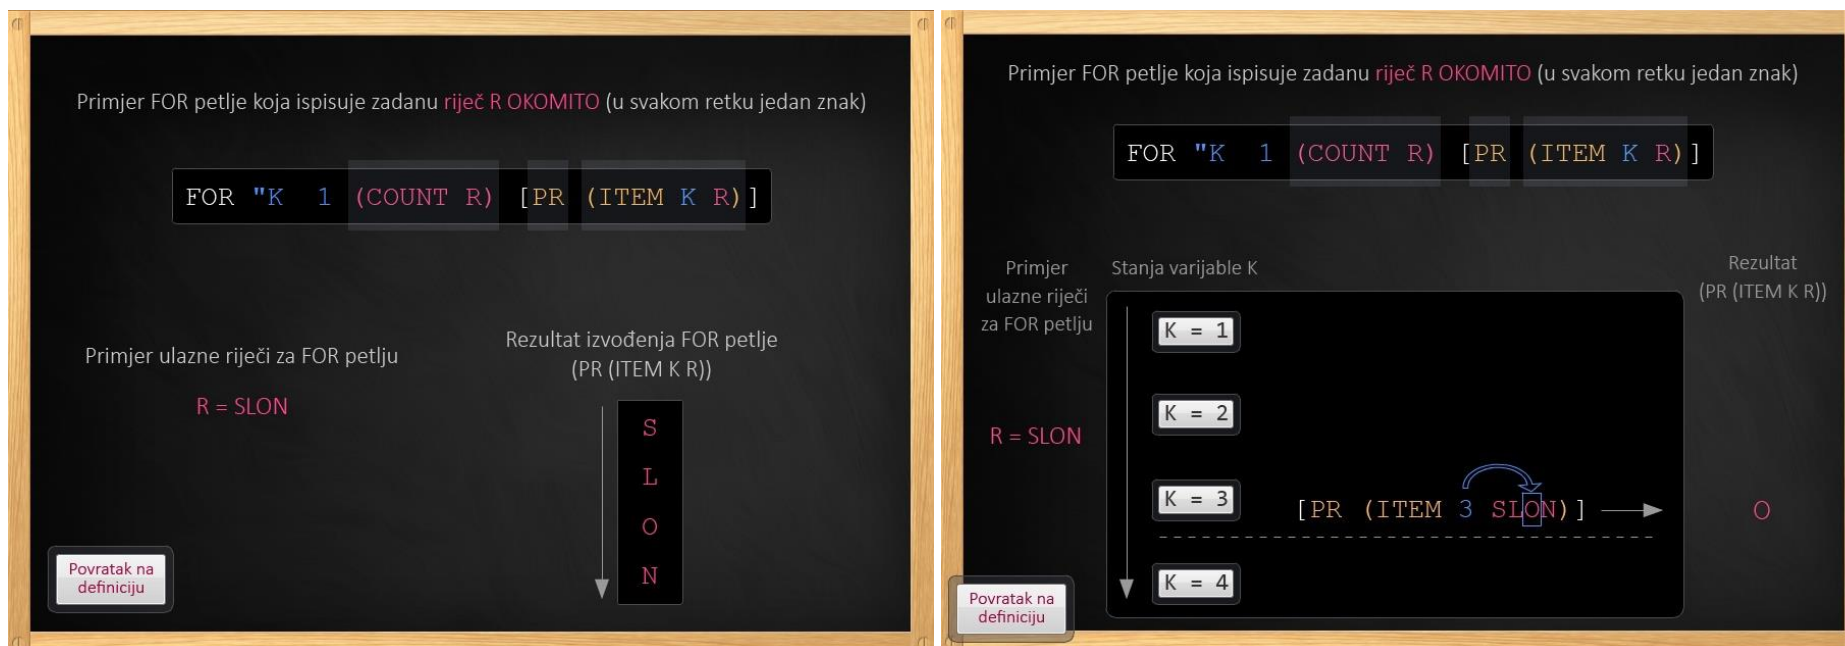 Primjer FOR petlje koja ispisuje zadanu riječ R OKOMITO (u svakom retku jedan znak)
FOR "K 1 (COUNT R) [PR (ITEM K R)]
Primjer ulazne riječi za FOR petlju
R = SLON
Rezultat izvođenja FOR petlje
(PR (ITEM K R))
S
L
O
N
Povratak na
definiciju
Primjer FOR petlje koja ispisuje zadanu riječ R OKOMITO (u svakom retku jedan znak)
FOR "K 1 (COUNT R) [PR (ITEM K R)]
Primjer
ulazne riječi
za FOR petlju
R = SLON
Stanja varijable K
K = 1
K = 2
K = 3
[PR (ITEM 3 SLON)]
K = 4
Rezultat
(PR (ITEM K R))
O
Povratak na
definiciju